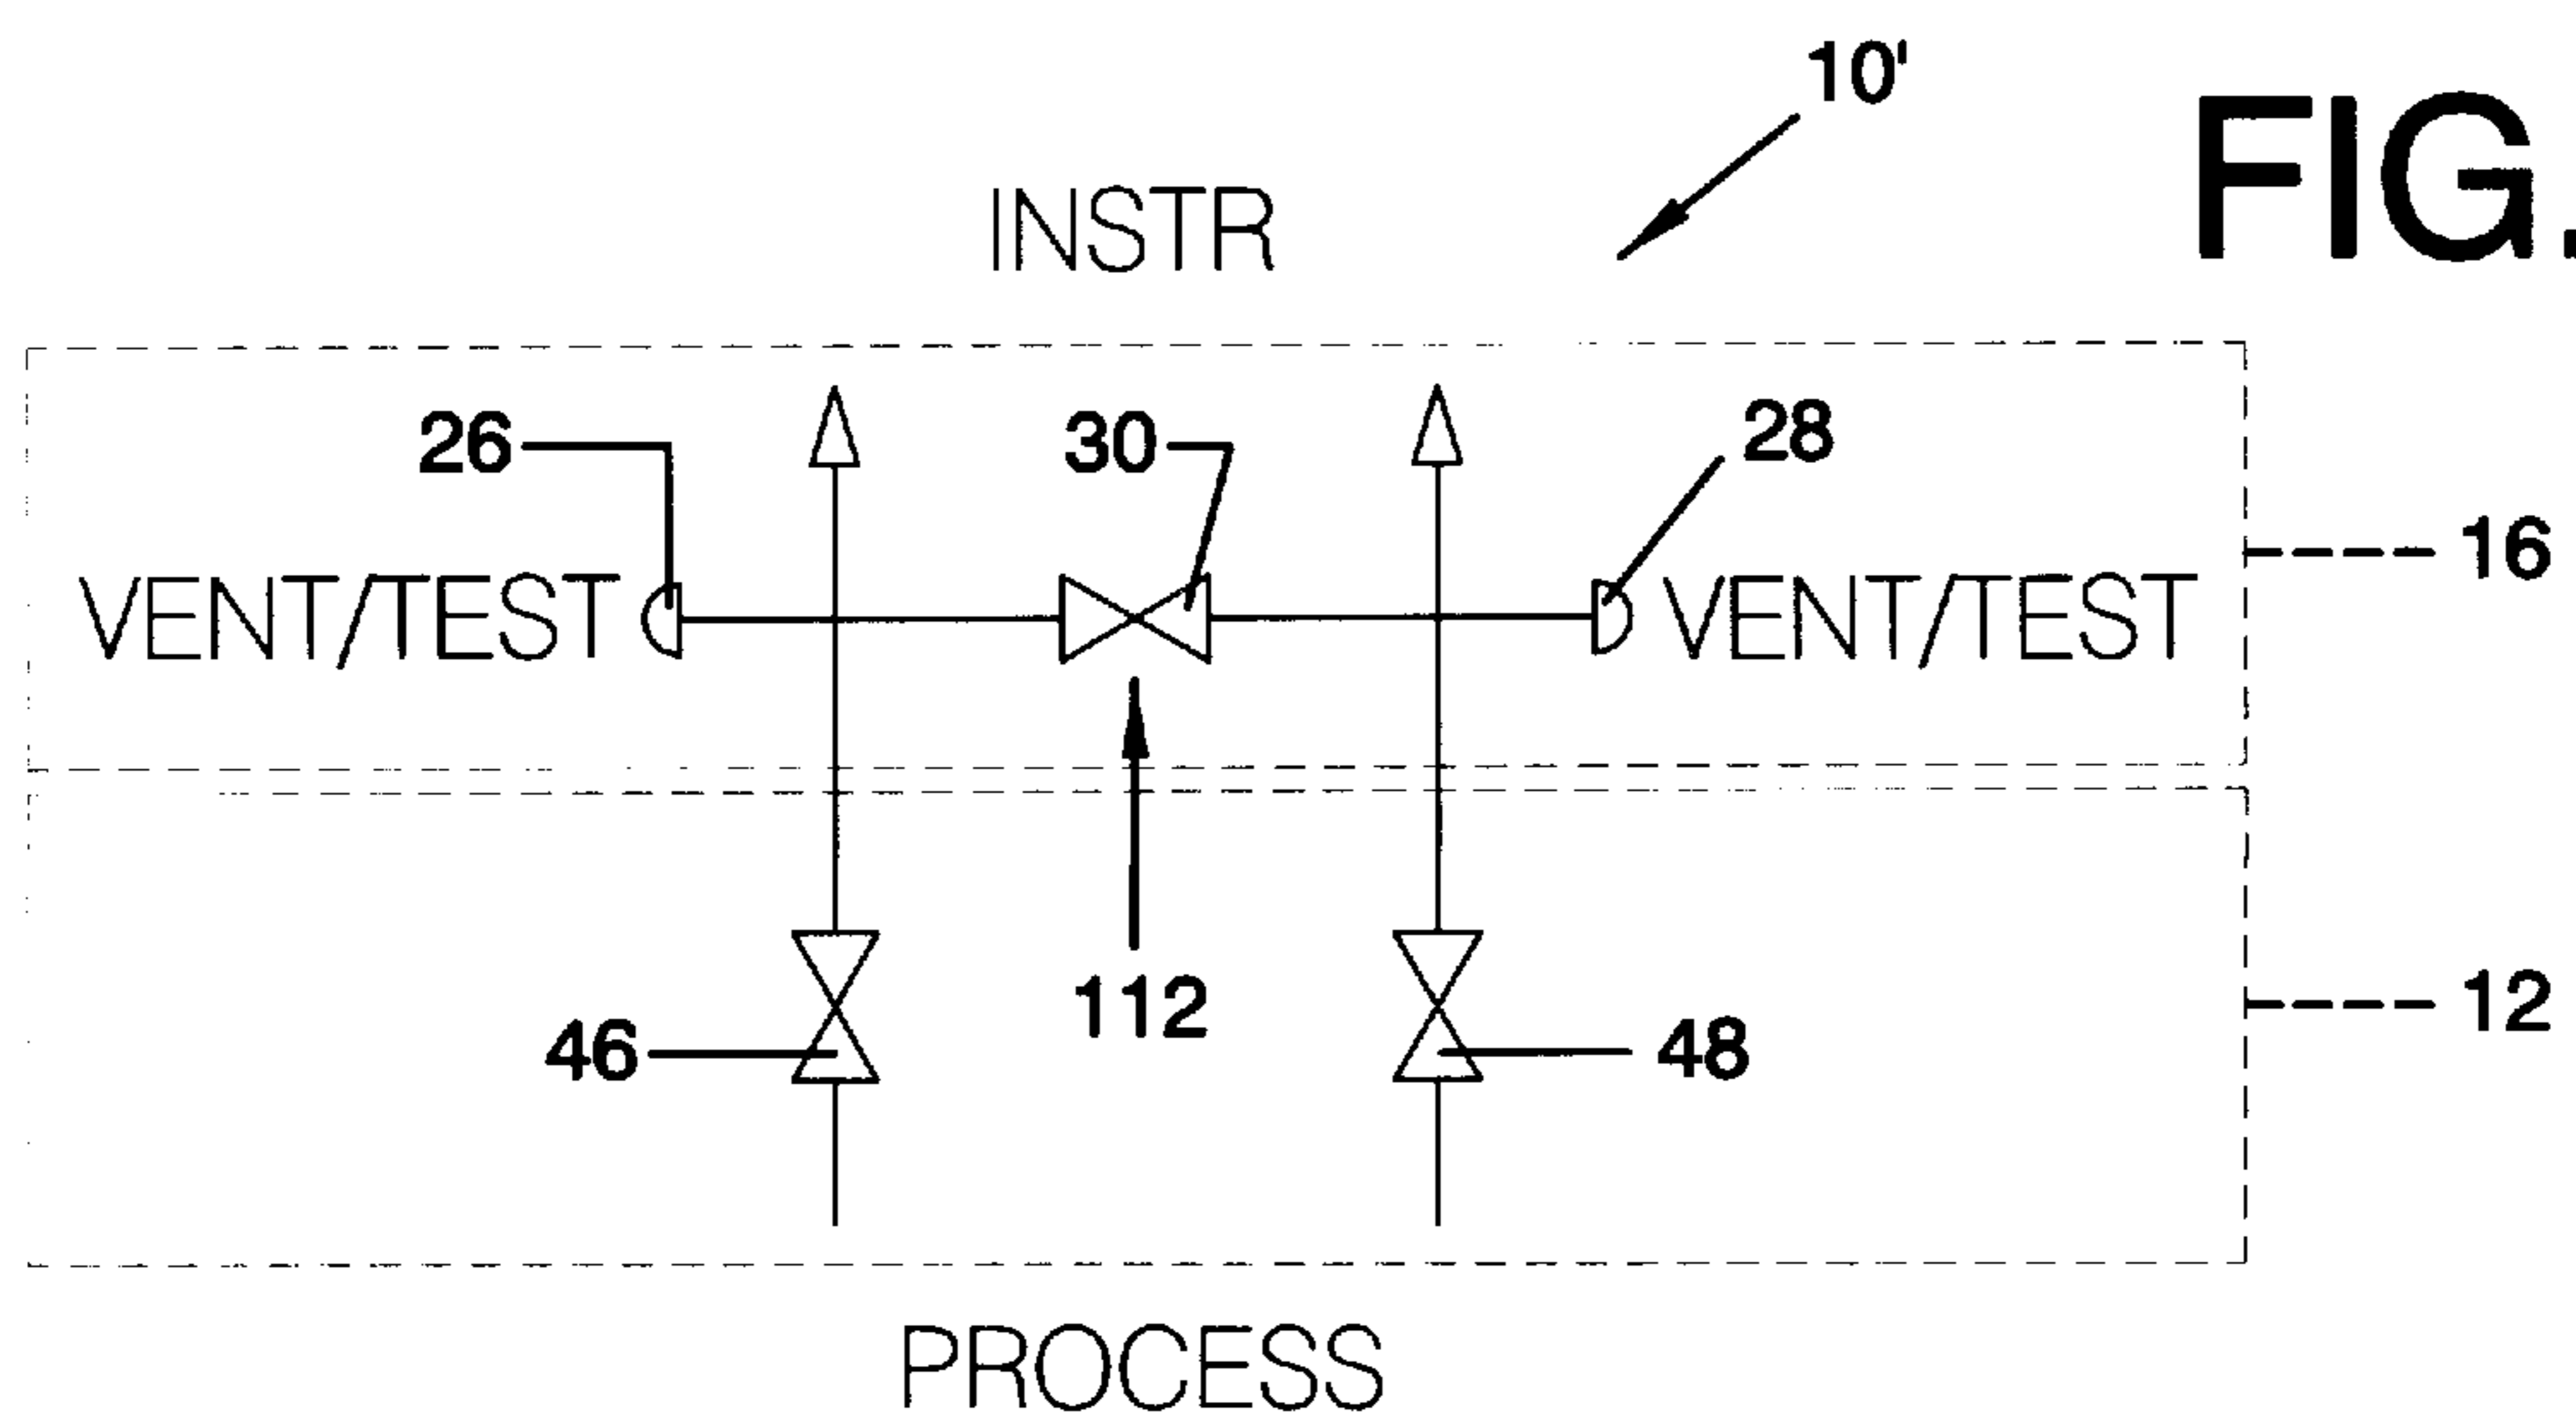 10'
FIG.
INSTR
26
30
28
16
VENT/TEST
VENT/TEST
112
12
46
48
PROCESS